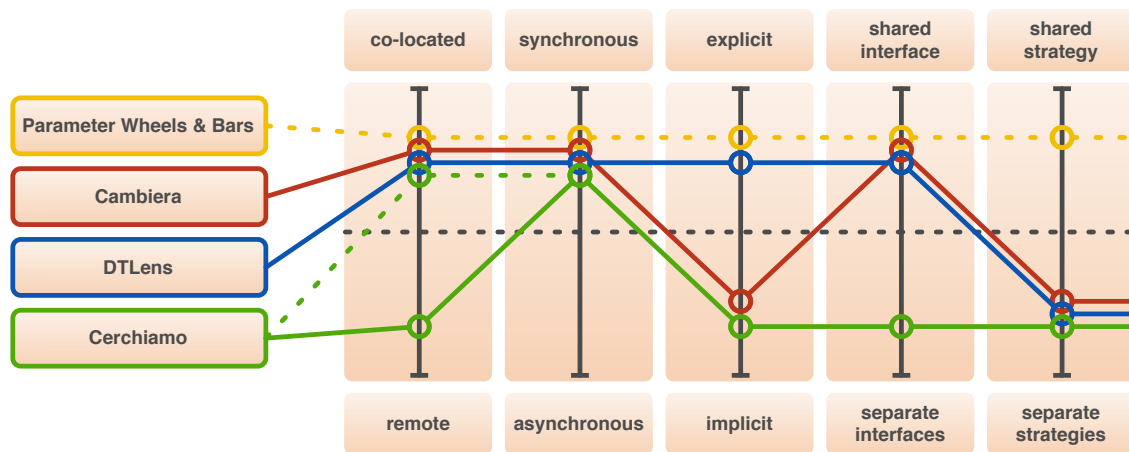 co-located
synchronous
explicit
shared
interface
shared
strategy
Parameter Wheels & Bars
Cambiera
DTLens
Cerchiamo
remote
asynchronous
implicit
separate
interfaces
separate
strategies